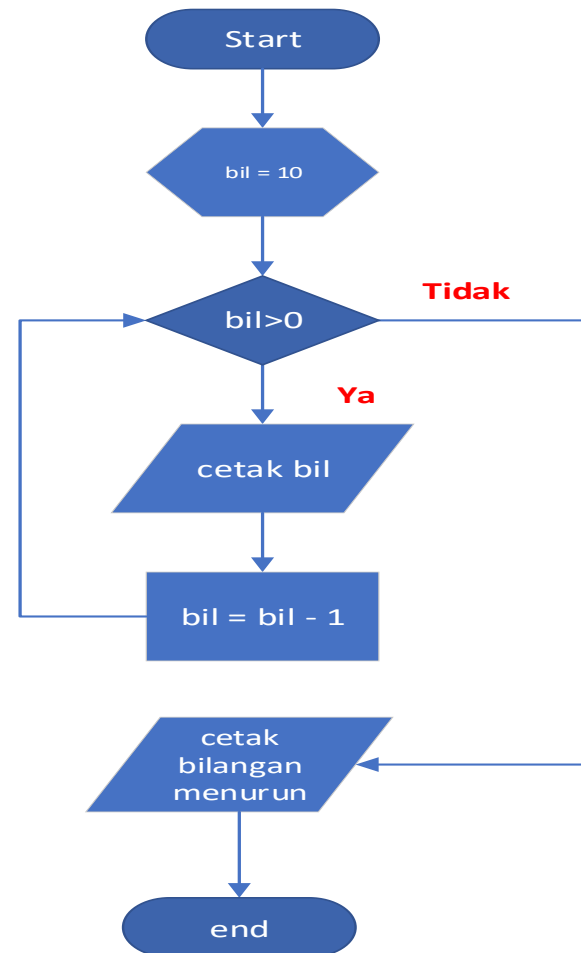 Start
bil = 10
bil>0
Tidak
Ya
cetak bil
bil = bil - 1
cetak
bilangan
menurun
end